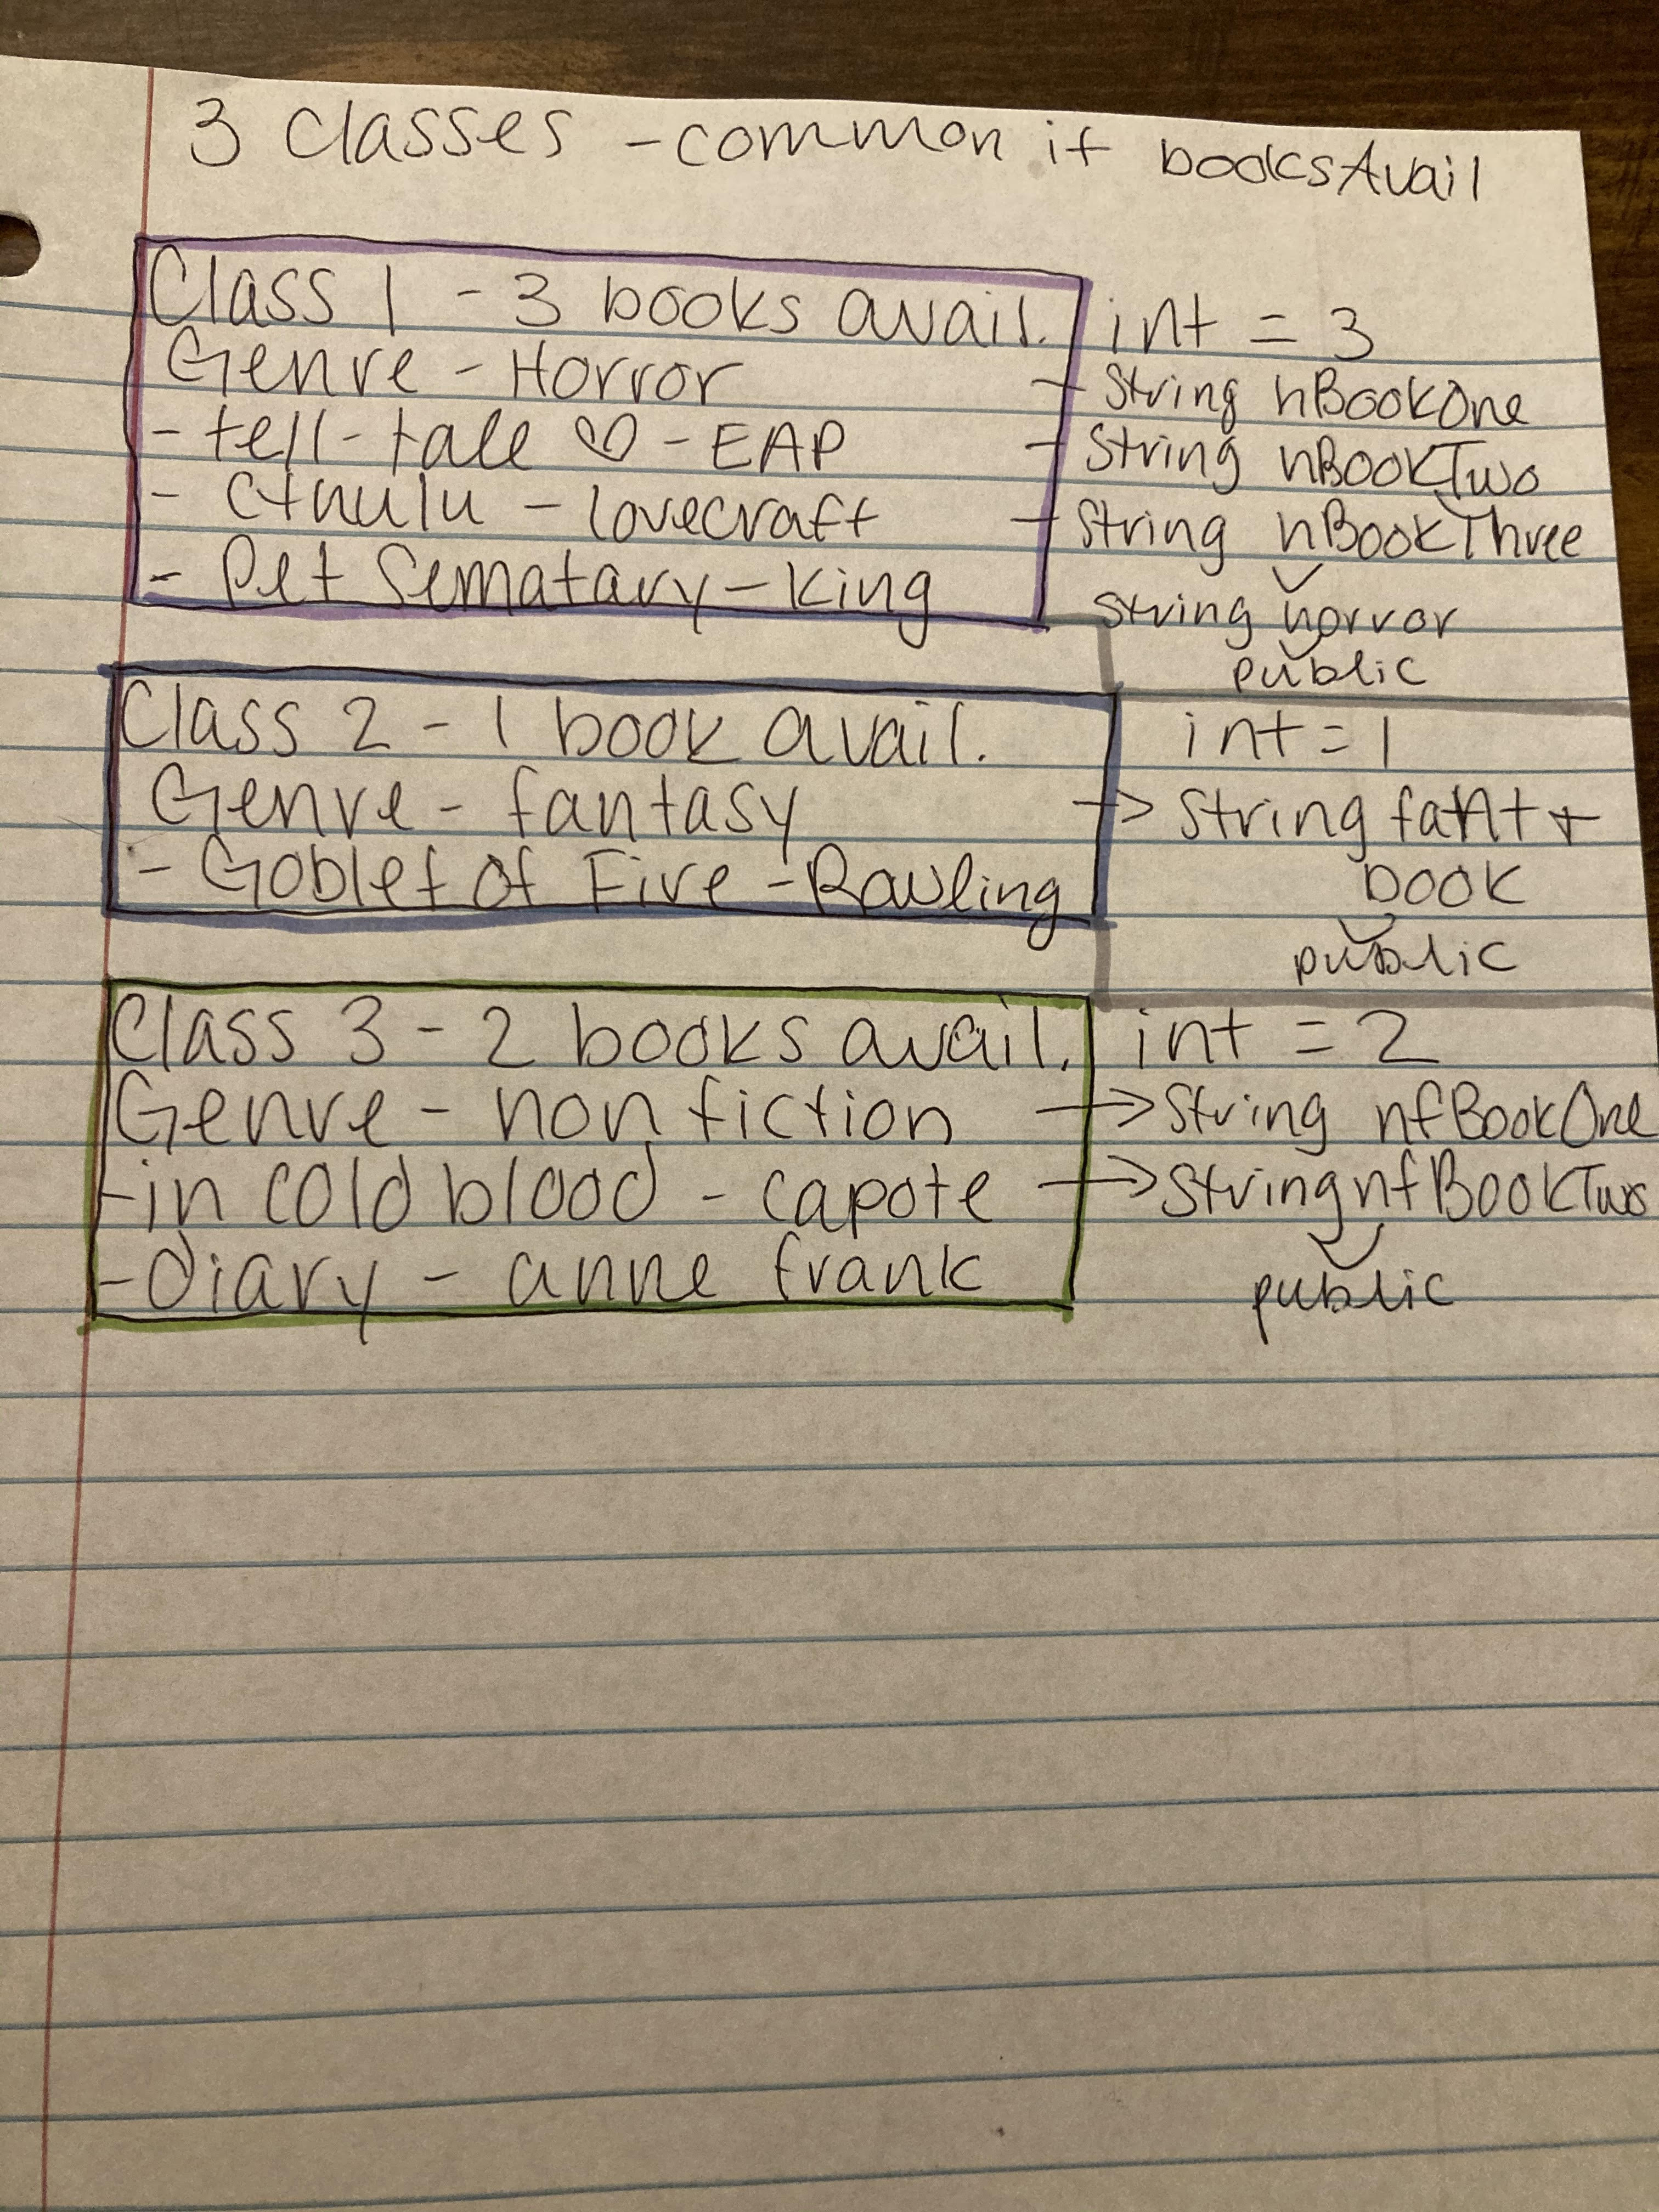 3 classes - common if booksAvail
Class 1 - 3 books avail. int = 3
Genre - Horror - String hBookOne
- tell-tale ♡ - EAP - String hBookTwo
- Cthulu - lovecraft - String hBookThree
- Pet Sematary - King String horror
public
Class 2 - 1 book avail. int = 1
Genre - fantasy → String fant +
- Goblet Of Fire - Rowling book
public
Class 3 - 2 books avail. int = 2
Genre - nonfiction → String nfBookOne
- in cold blood - capote → String nfBookTwo
- diary - anne frank public